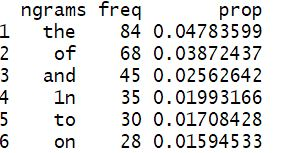 ngrams freq prop
1 the 84 0.04783599
2 of 68 0.03872437
3 and 45 0.02562642
4 in 35 0.01993166
5 to 30 0.01708428
6 on 28 0.01594533